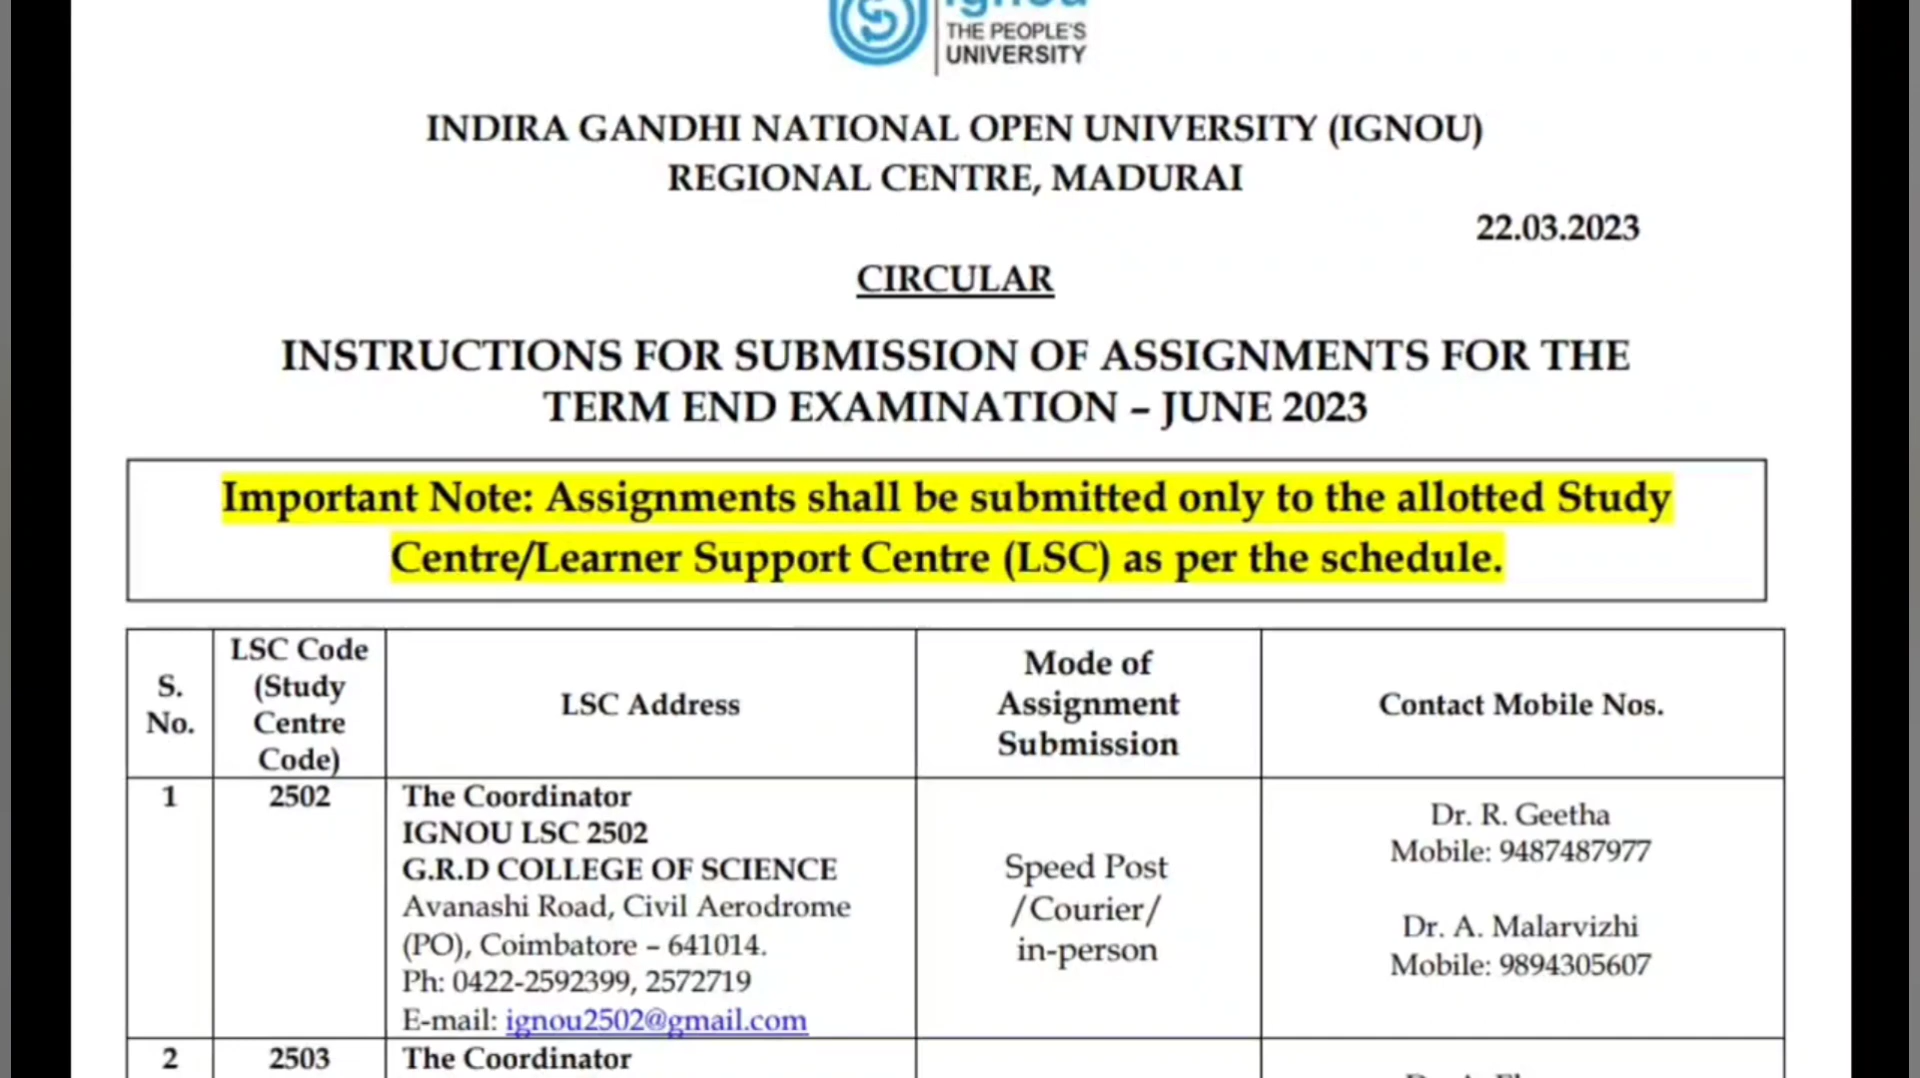 ignou
THE PEOPLE'S
UNIVERSITY
INDIRA GANDHI NATIONAL OPEN UNIVERSITY (IGNOU)
REGIONAL CENTRE, MADURAI
22.03.2023
CIRCULAR
INSTRUCTIONS FOR SUBMISSION OF ASSIGNMENTS FOR THE
TERM END EXAMINATION – JUNE 2023
Important Note: Assignments shall be submitted only to the allotted Study
Centre/Learner Support Centre (LSC) as per the schedule.
S.
No.
LSC Code
(Study
Centre
Code)
LSC Address
Mode of
Assignment
Submission
Contact Mobile Nos.
1
2502
The Coordinator
IGNOU LSC 2502
G.R.D COLLEGE OF SCIENCE
Avanashi Road, Civil Aerodrome
(PO), Coimbatore – 641014.
Ph: 0422-2592399, 2572719
E-mail: ignou2502@gmail.com
Speed Post
/Courier/
in-person
Dr. R. Geetha
Mobile: 9487487977
Dr. A. Malarvizhi
Mobile: 9894305607
2
2503
The Coordinator